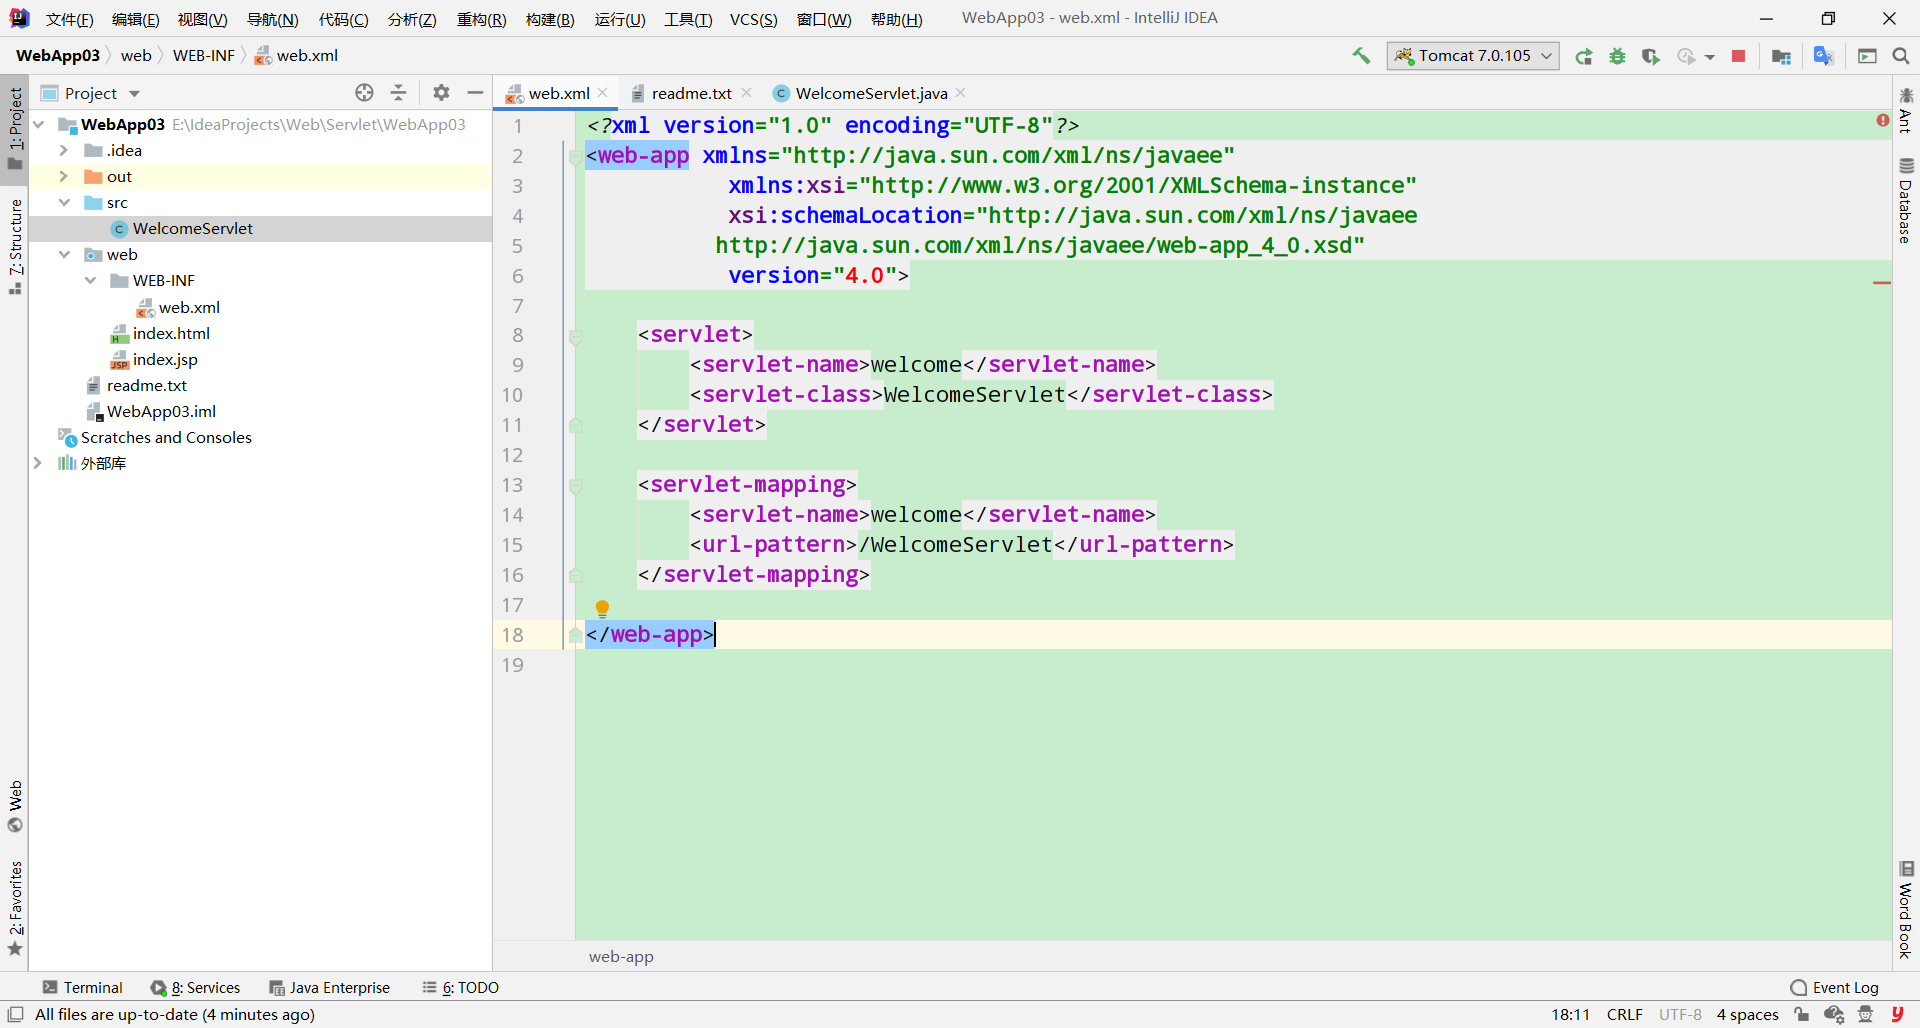 文件(F) 编辑(E) 视图(V) 导航(N) 代码(C) 分析(Z) 重构(R) 构建(B) 运行(U) 工具(T) VCS(S) 窗口(W) 帮助(H) WebApp03 - web.xml - IntelliJ IDEA
WebApp03 web WEB-INF web.xml Tomcat 7.0.105
Project
web.xml readme.txt WelcomeServlet.java
1: Project
7: Structure
Web
2: Favorites
WebApp03 E:\IdeaProjects\Web\Servlet\WebApp03
.idea
out
src
WelcomeServlet
web
WEB-INF
web.xml
index.html
index.jsp
readme.txt
WebApp03.iml
Scratches and Consoles
外部库
1 <?xml version="1.0" encoding="UTF-8"?>
2 <web-app xmlns="http://java.sun.com/xml/ns/javaee"
3 xmlns:xsi="http://www.w3.org/2001/XMLSchema-instance"
4 xsi:schemaLocation="http://java.sun.com/xml/ns/javaee
5 http://java.sun.com/xml/ns/javaee/web-app_4_0.xsd"
6 version="4.0">
7
8 <servlet>
9 <servlet-name>welcome</servlet-name>
10 <servlet-class>WelcomeServlet</servlet-class>
11 </servlet>
12
13 <servlet-mapping>
14 <servlet-name>welcome</servlet-name>
15 <url-pattern>/WelcomeServlet</url-pattern>
16 </servlet-mapping>
17
18 </web-app>
19
web-app
Ant
Database
Word Book
Terminal 8: Services Java Enterprise 6: TODO Event Log
All files are up-to-date (4 minutes ago) 18:11 CRLF UTF-8 4 spaces